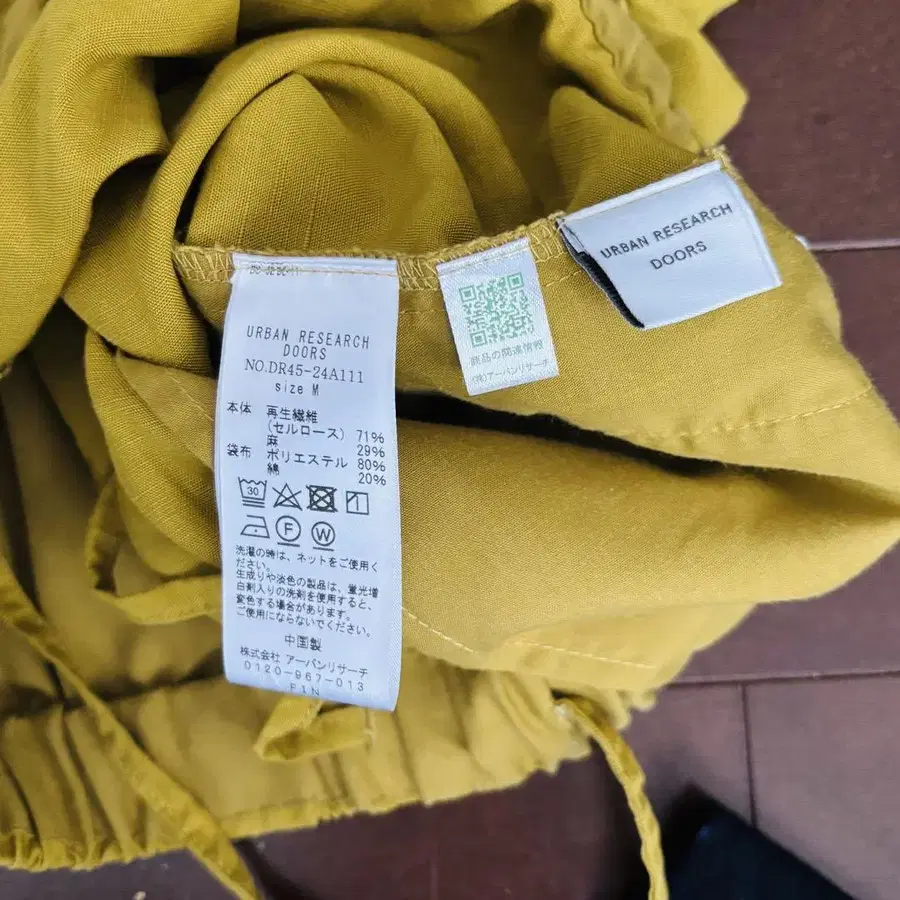 URBAN RESEARCH
DOORS
NO.DR45-24A111
size M
本体 再生繊維
(セルロース) 71%
麻 29%
袋布 ポリエステル 80%
綿 20%
30
F W
洗濯の時は、ネットをご使用く
ださい。
生成りや淡色の製品は、蛍光増
白剤入りの洗剤を使用すると、
変色する場合があります。
ご使用にならないでください。
中国製
株式会社 アーバンリサーチ
0120-967-013
FIN
商品の関連情報
(株)アーバンリサーチ
URBAN RESEARCH
DOORS